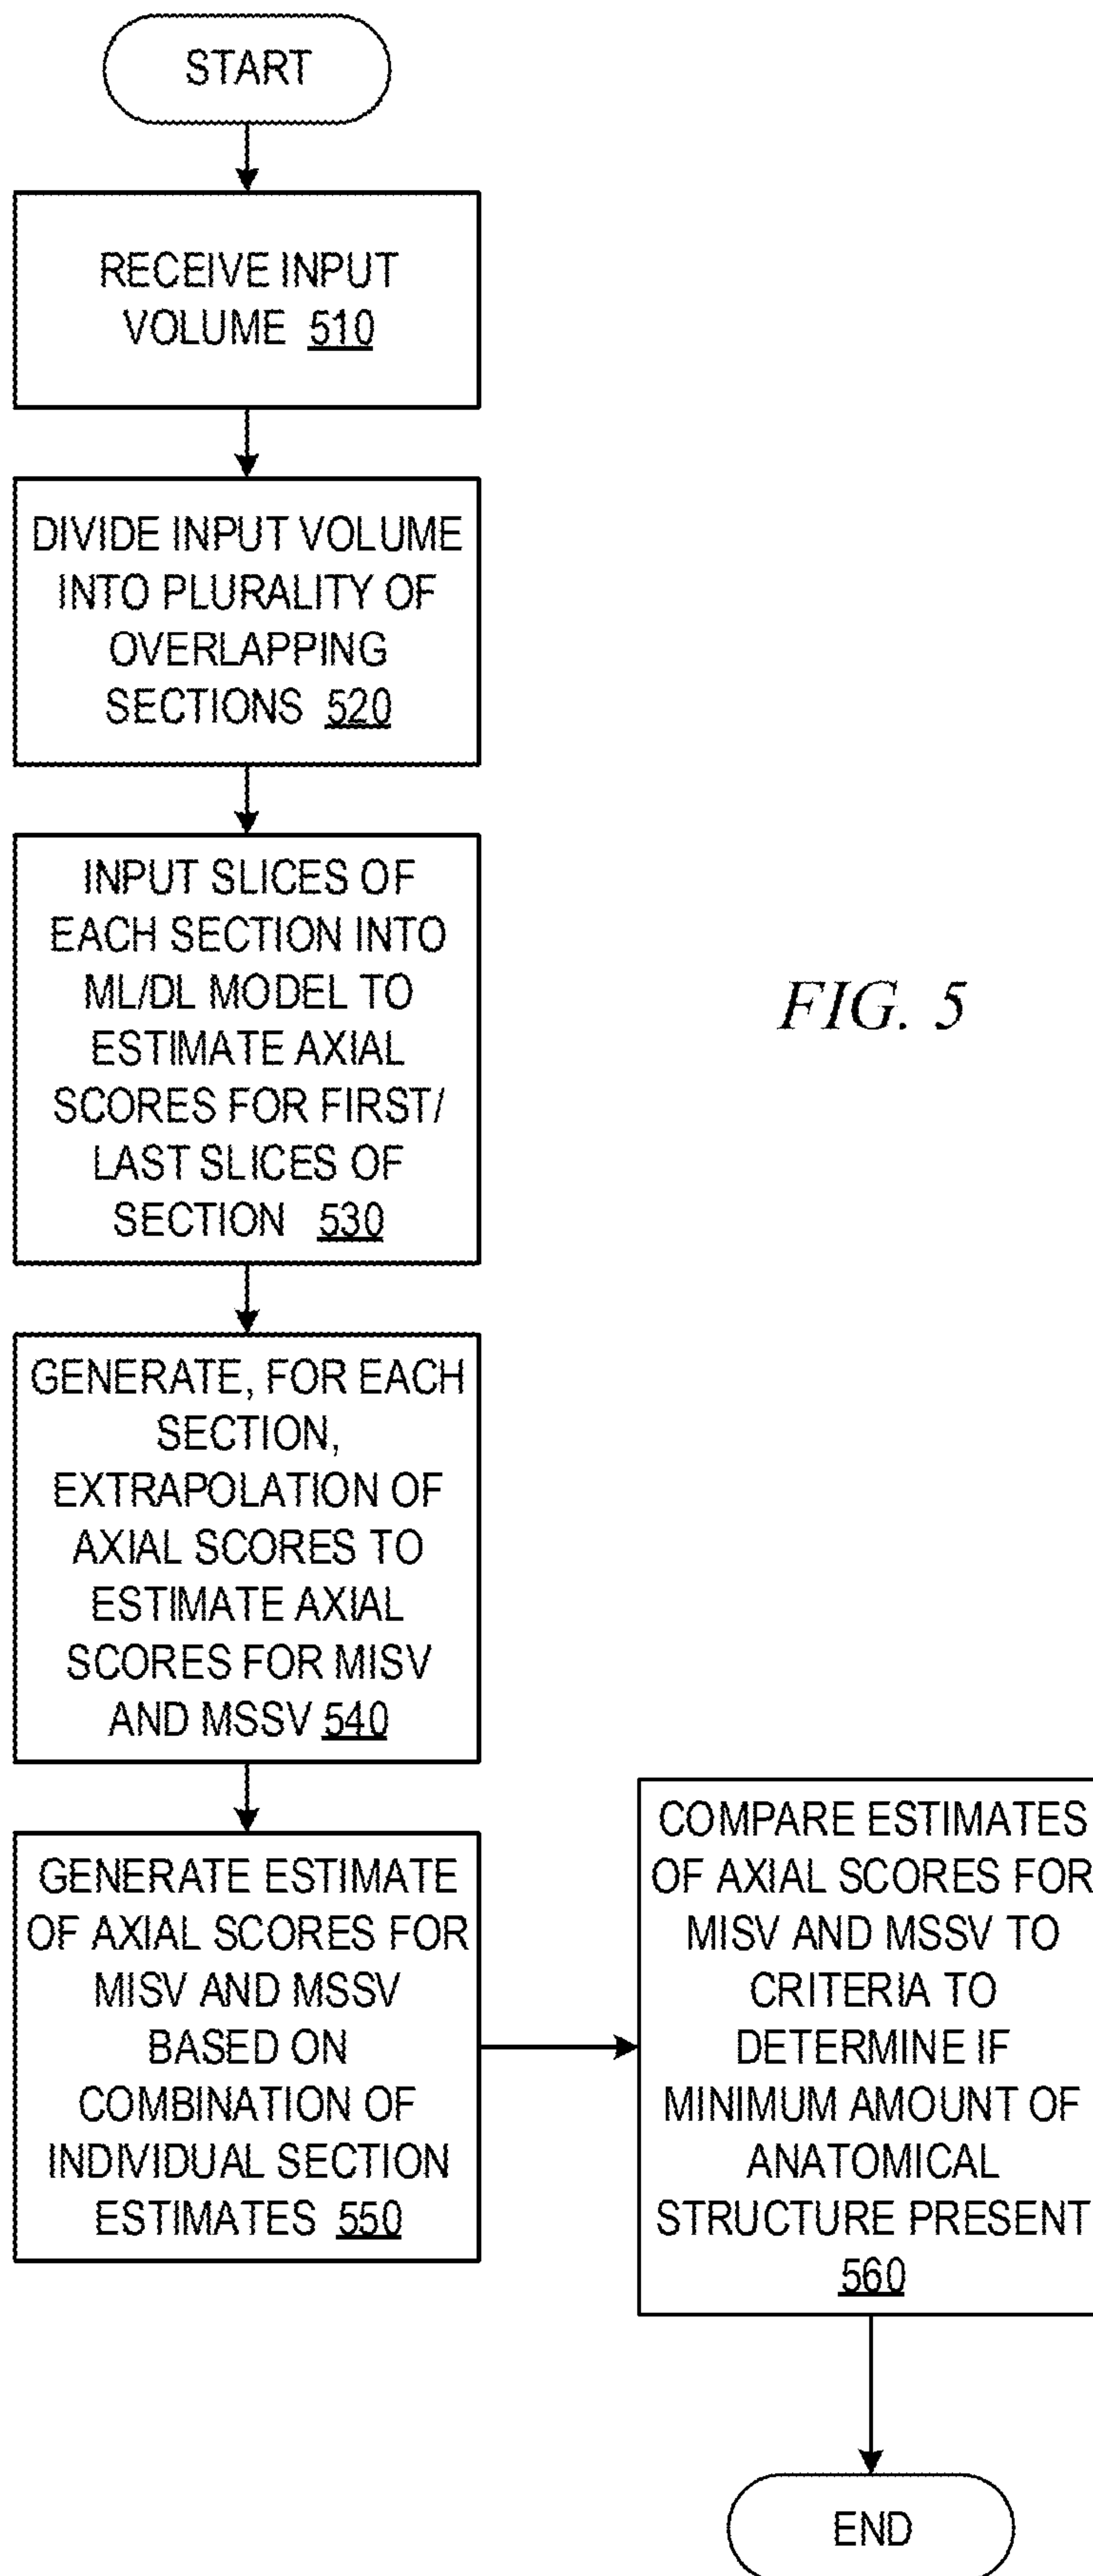 START
RECEIVE INPUT
VOLUME 510
DIVIDE INPUT VOLUME
INTO PLURALITY OF
OVERLAPPING
SECTIONS 520
INPUT SLICES OF
EACH SECTION INTO
ML/DL MODEL TO
ESTIMATE AXIAL
SCORES FOR FIRST/
LAST SLICES OF
SECTION 530
FIG. 5
GENERATE, FOR EACH
SECTION,
EXTRAPOLATION OF
AXIAL SCORES TO
ESTIMATE AXIAL
SCORES FOR MISV
AND MSSV 540
GENERATE ESTIMATE
OF AXIAL SCORES FOR
MISV AND MSSV
BASED ON
COMBINATION OF
INDIVIDUAL SECTION
ESTIMATES 550
COMPARE ESTIMATES
OF AXIAL SCORES FOR
MISV AND MSSV TO
CRITERIA TO
DETERMINE IF
MINIMUM AMOUNT OF
ANATOMICAL
STRUCTURE PRESENT
560
END